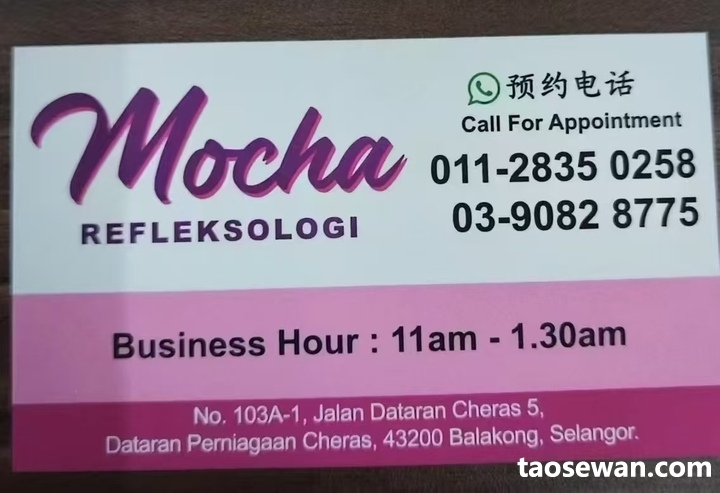 Mocha
REFLEKSOLOGI
预约电话
Call For Appointment
011-2835 0258
03-9082 8775
Business Hour : 11am - 1.30am
No. 103A-1, Jalan Dataran Cheras 5,
Dataran Perniagaan Cheras, 43200 Balakong, Selangor.
taosewan.com